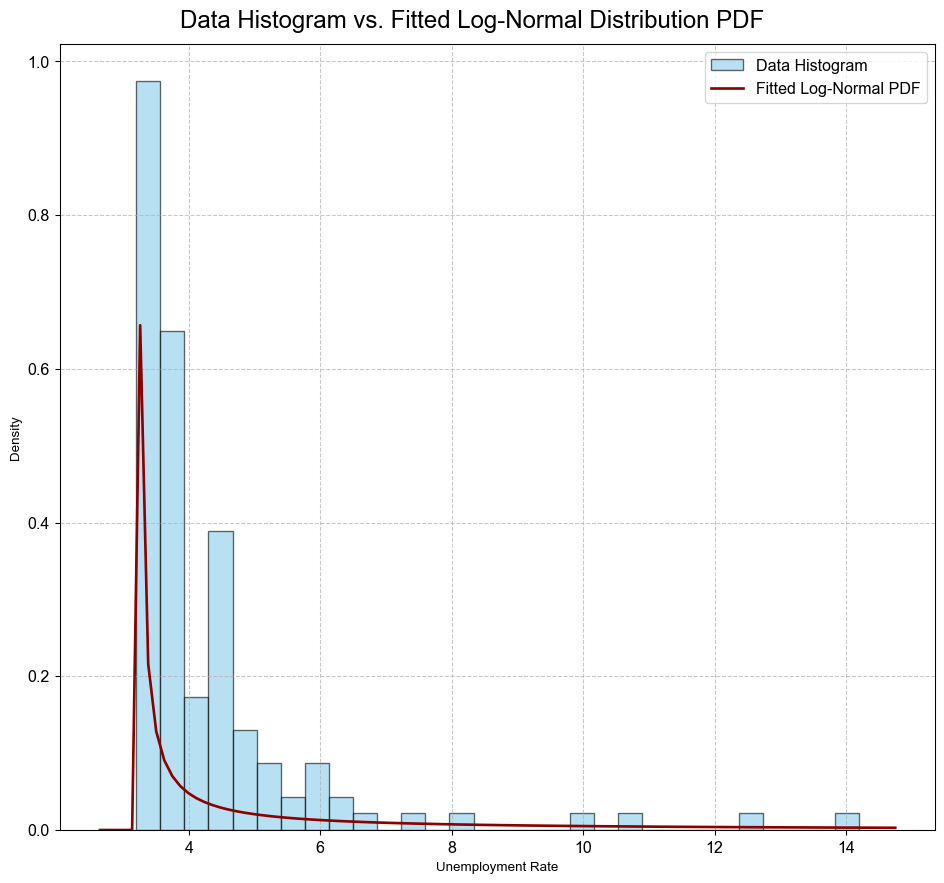 Data Histogram vs. Fitted Log-Normal Distribution PDF
Data Histogram
Fitted Log-Normal PDF
1.0
0.8
0.6
0.4
0.2
0.0
Density
4 6 8 10 12 14
Unemployment Rate